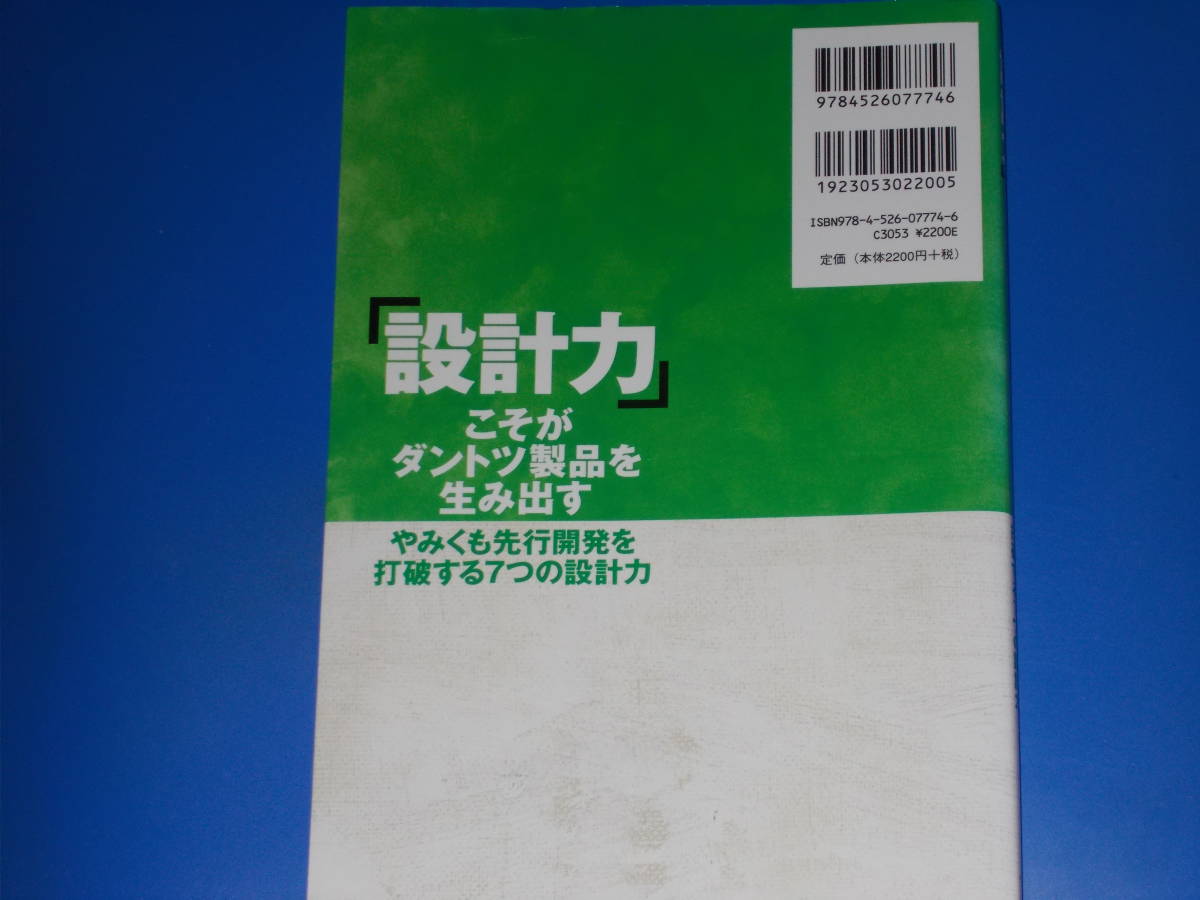 9784526077746
1923053022005
ISBN978-4-526-07774-6
C3053 ¥2200E
定価（本体2200円＋税）
「設計力」
こそが
ダントツ製品を
生み出す
やみくも先行開発を
打破する7つの設計力